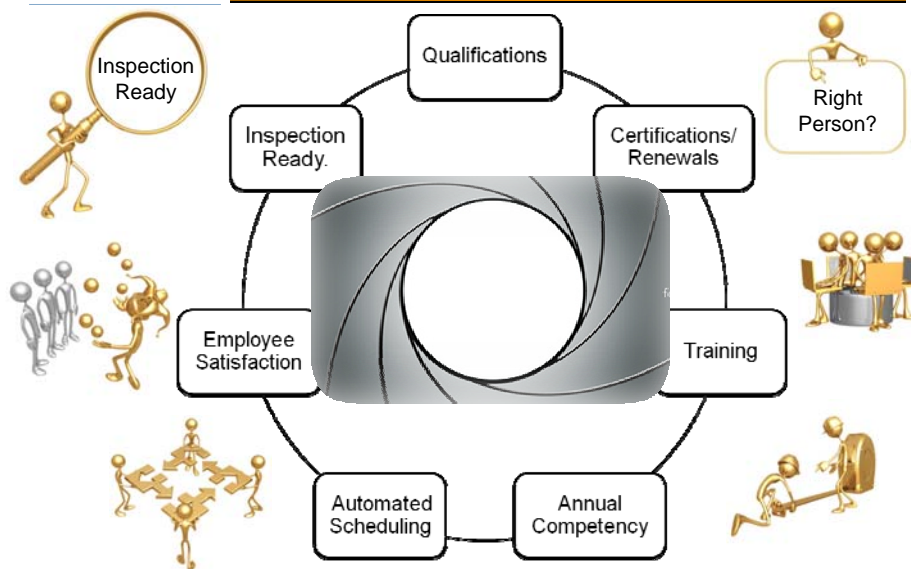 Inspection
Ready
Qualifications
Right
Person?
Inspection
Ready.
Certifications/
Renewals
Employee
Satisfaction
Training
Automated
Scheduling
Annual
Competency